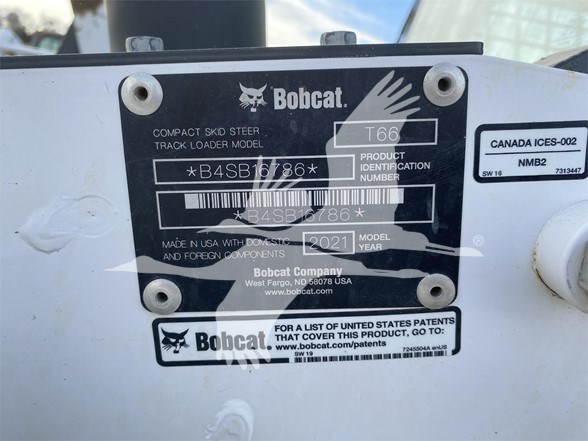 Bobcat.
COMPACT SKID STEER
TRACK LOADER MODEL
T66
*B4SB16786*
PRODUCT
IDENTIFICATION
NUMBER
*B4SB16786*
MADE IN USA WITH DOMESTIC
AND FOREIGN COMPONENTS
2021
MODEL
YEAR
Bobcat Company
West Fargo, ND 58078 USA
www.bobcat.com
CANADA ICES-002
NMB2
SW 16
7313447
Bobcat.
FOR A LIST OF UNITED STATES PATENTS
THAT COVER THIS PRODUCT, GO TO:
www.bobcat.com/patents
SW 19
7245504A enUS